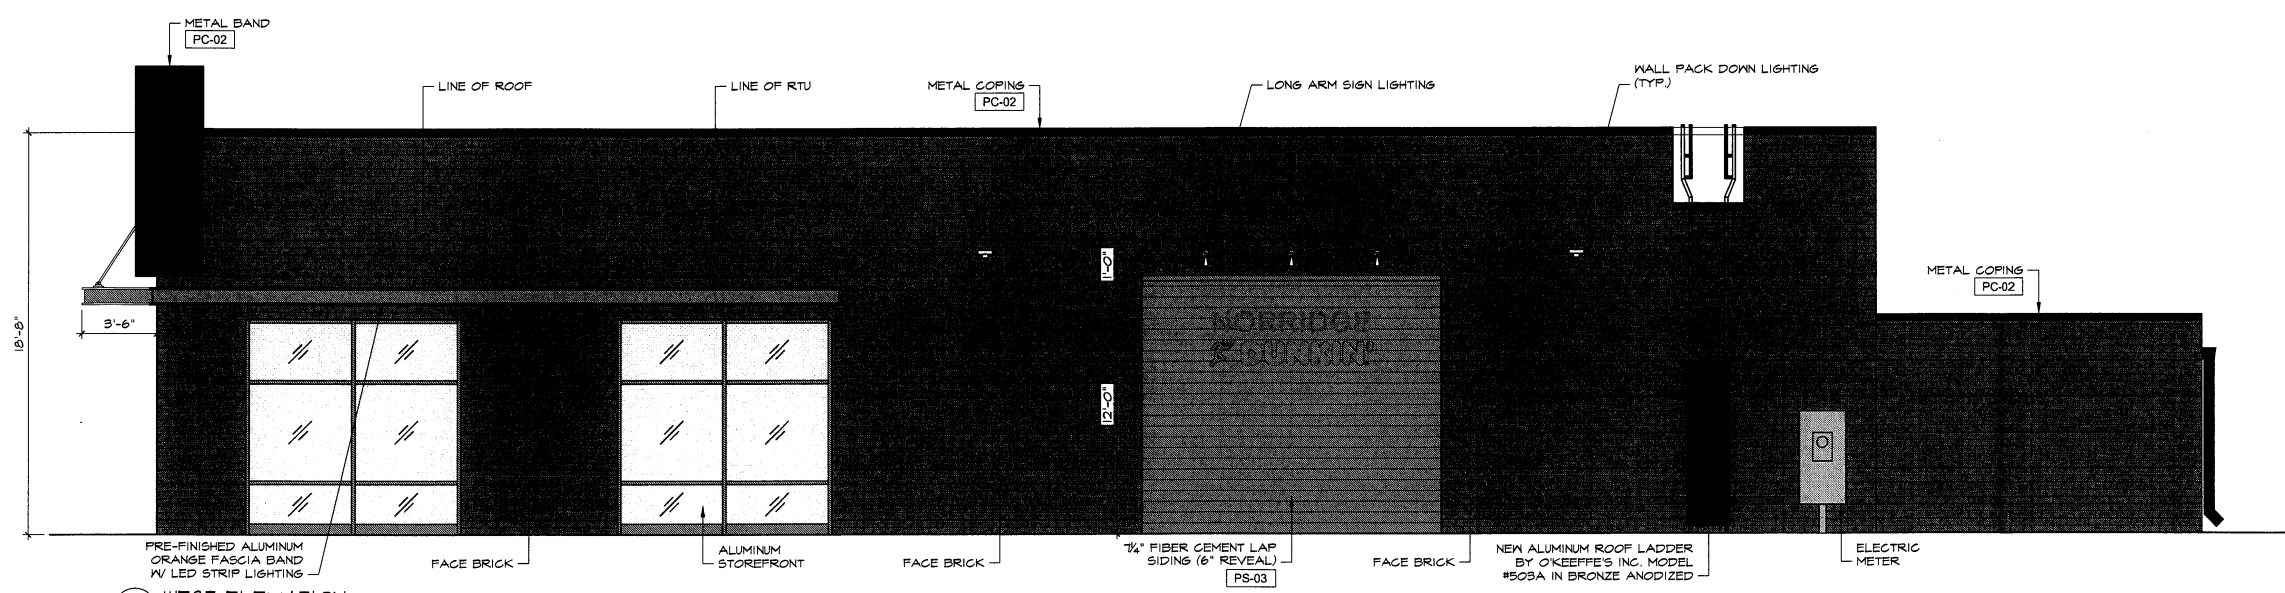 METAL BAND
PC-02
LINE OF ROOF
LINE OF RTU
METAL COPING
PC-02
LONG ARM SIGN LIGHTING
WALL PACK DOWN LIGHTING
(TYP.)
1'-0"
METAL COPING
PC-02
3'-6"
18'-8"
NORRIDGE
DUNKIN'
12'-0"
PRE-FINISHED ALUMINUM
ORANGE FASCIA BAND
W/ LED STRIP LIGHTING
FACE BRICK
ALUMINUM
STOREFRONT
FACE BRICK
7¼" FIBER CEMENT LAP
SIDING (6" REVEAL)
PS-03
FACE BRICK
NEW ALUMINUM ROOF LADDER
BY O'KEEFFE'S INC. MODEL
#503A IN BRONZE ANODIZED
ELECTRIC
METER